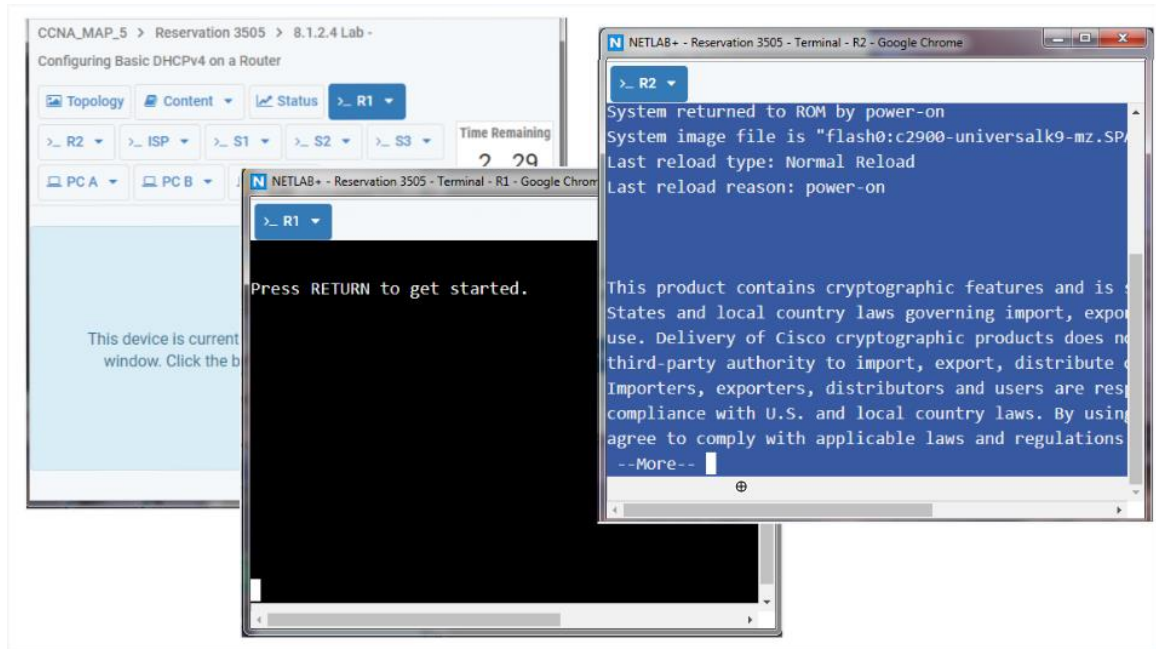 CCNA_MAP_5 > Reservation 3505 > 8.1.2.4 Lab -
Configuring Basic DHCPv4 on a Router
Topology Content Status >_ R1
>_ R2 >_ ISP >_ S1 >_ S2 >_ S3
Time Remaining
2 29
PC A PC B
This device is current
window. Click the b
NETLAB+ - Reservation 3505 - Terminal - R1 - Google Chrom
>_ R1
Press RETURN to get started.
NETLAB+ - Reservation 3505 - Terminal - R2 - Google Chrome
>_ R2
System returned to ROM by power-on
System image file is "flash0:c2900-universalk9-mz.SPA
Last reload type: Normal Reload
Last reload reason: power-on
This product contains cryptographic features and is
States and local country laws governing import, expor
use. Delivery of Cisco cryptographic products does no
third-party authority to import, export, distribute
Importers, exporters, distributors and users are resp
compliance with U.S. and local country laws. By using
agree to comply with applicable laws and regulations
--More--